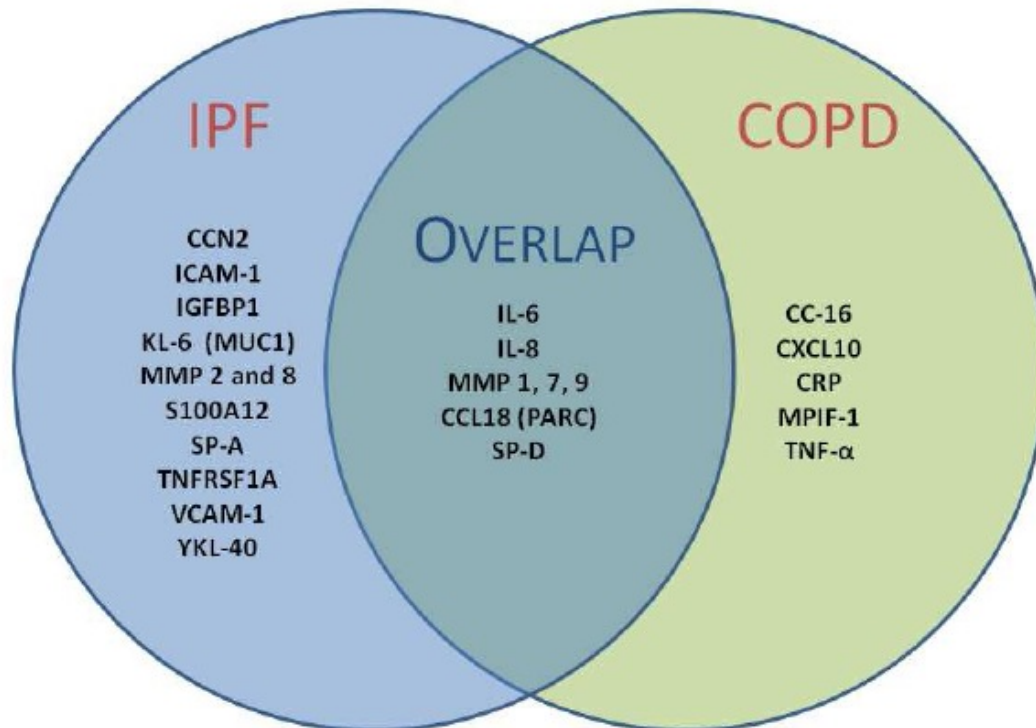 IPF
CCN2
ICAM-1
IGFBP1
KL-6 (MUC1)
MMP 2 and 8
S100A12
SP-A
TNFRSF1A
VCAM-1
YKL-40
OVERLAP
IL-6
IL-8
MMP 1, 7, 9
CCL18 (PARC)
SP-D
COPD
CC-16
CXCL10
CRP
MPIF-1
TNF-α